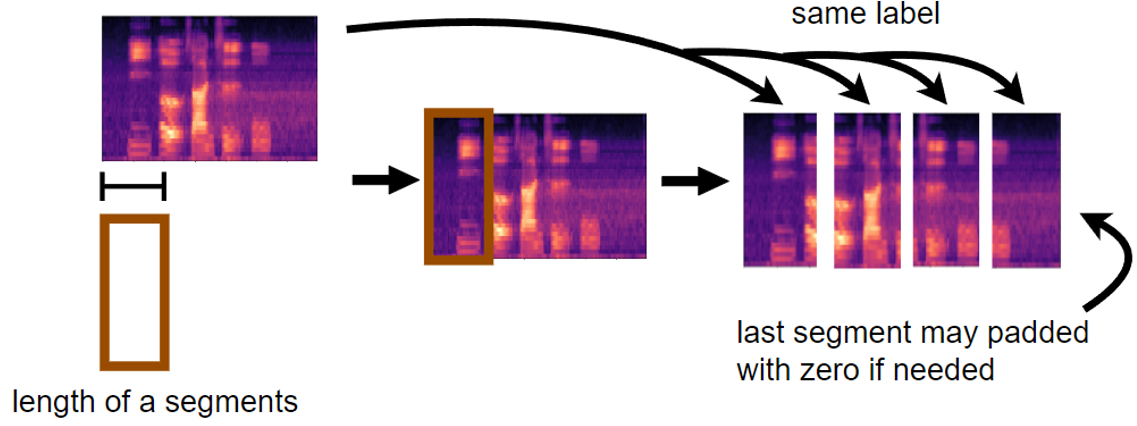 same label
last segment may padded
with zero if needed
length of a segments